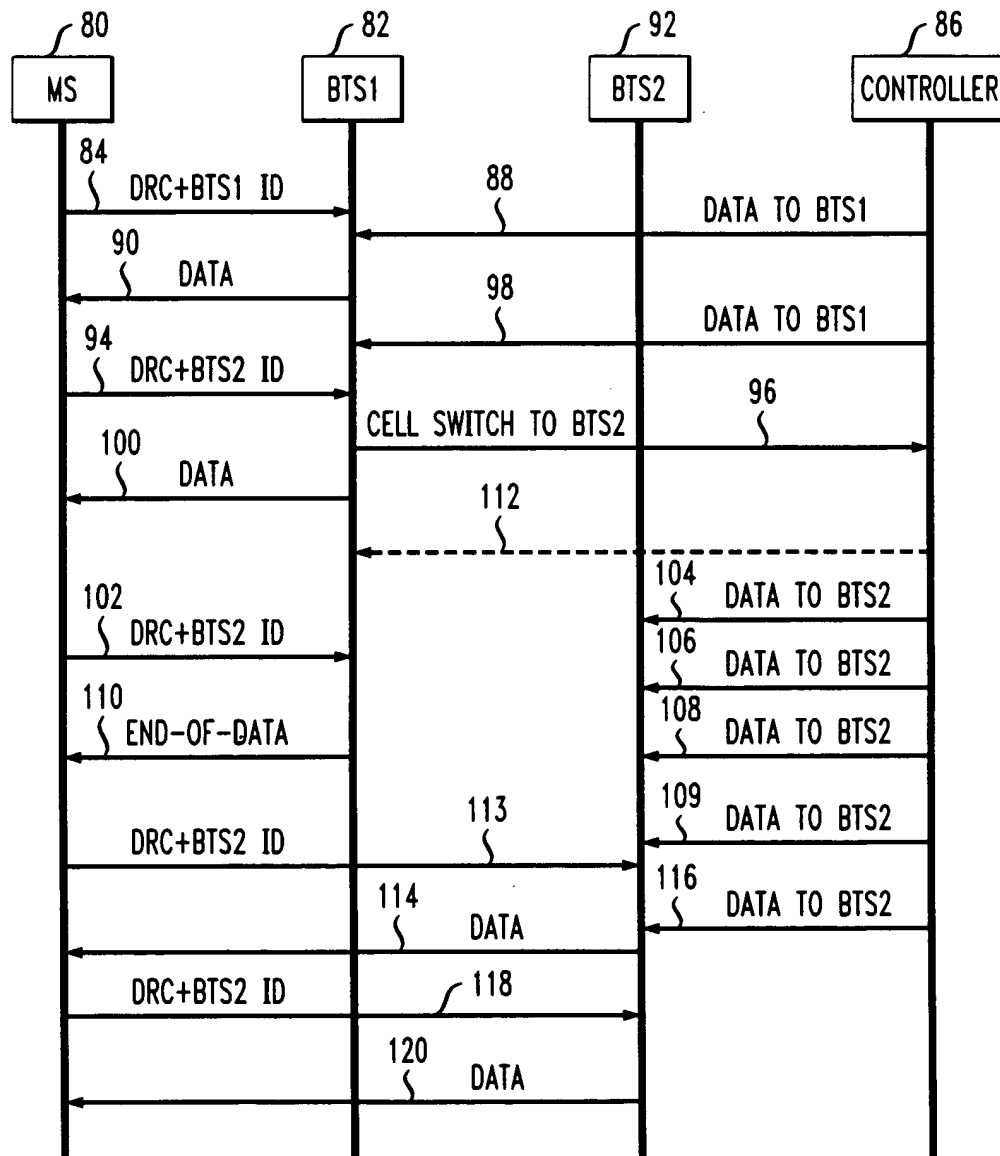 80 82 92 86
MS BTS1 BTS2 CONTROLLER
84
DRC+BTS1 ID
88
DATA TO BTS1
90
DATA
98
DATA TO BTS1
94
DRC+BTS2 ID
CELL SWITCH TO BTS2
96
100
DATA
112
104
DATA TO BTS2
102
DRC+BTS2 ID
106
DATA TO BTS2
110
END-OF-DATA
108
DATA TO BTS2
109
DATA TO BTS2
DRC+BTS2 ID
113
116
DATA TO BTS2
114
DATA
DRC+BTS2 ID
118
120
DATA